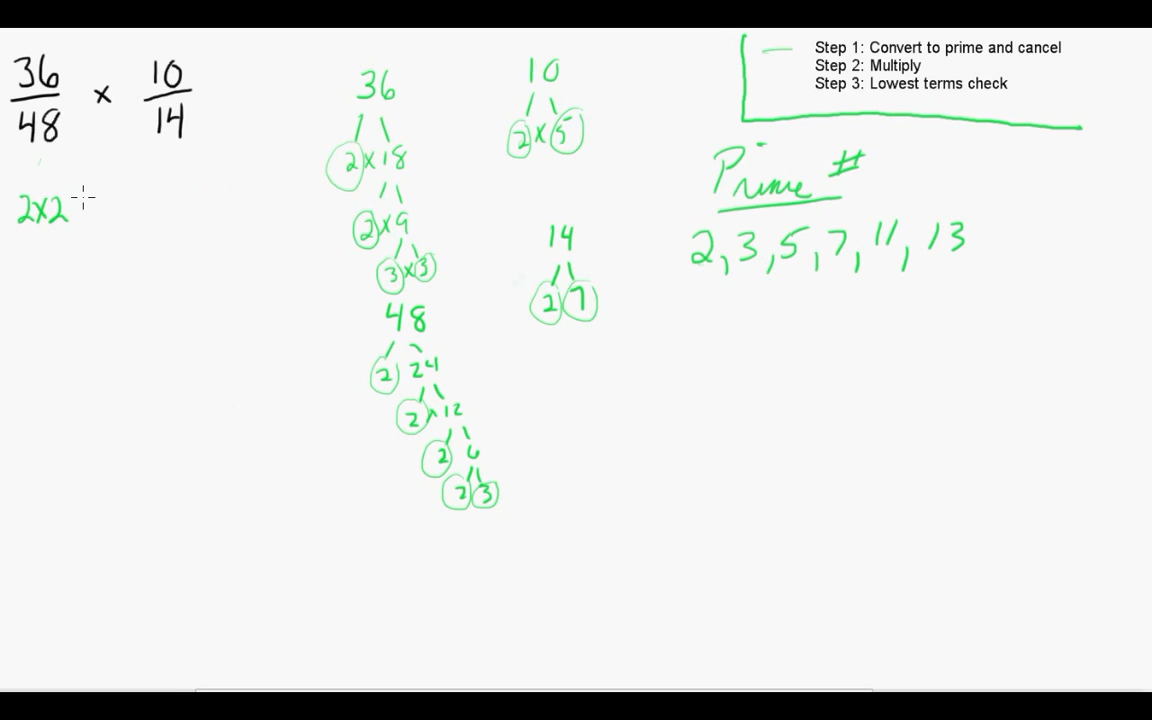 36/48 x 10/14
2x2
36
2x18
2x9
3x3
48
2 24
2x12
2 6
2 3
10
2x5
14
2 7
Step 1: Convert to prime and cancel
Step 2: Multiply
Step 3: Lowest terms check
Prime #
2, 3, 5, 7, 11, 13